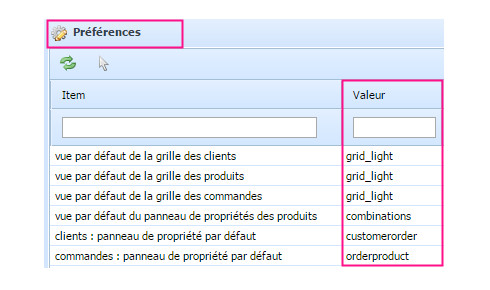 Préférences
Item Valeur
vue par défaut de la grille des clients grid_light
vue par défaut de la grille des produits grid_light
vue par défaut de la grille des commandes grid_light
vue par défaut du panneau de propriétés des produits combinations
clients : panneau de propriété par défaut customerorder
commandes : panneau de propriété par défaut orderproduct